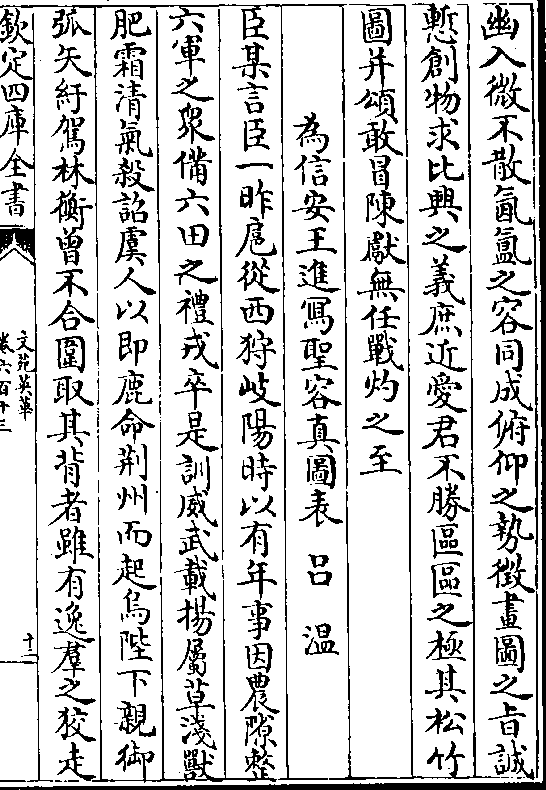 幽入微不散氤氳之容同成俯仰之勢徴畫圖之旨誠
慙創物求比興之義庶近愛君不勝區區之極其松竹
圖并頌敢冒陳獻無任戰灼之至
為信安王進寫聖容真圖表　呂　溫
臣某言臣一昨扈從西狩岐陽時以有年事因農隙整
六軍之衆備六田之禮戎卒是訓威武載揚屬草淺獸
肥霜清氣殺詔虞人以即鹿命荆州而起烏陛下親御
弧矢紆駕林衡曾不合圍取其背者雖有逸羣之狡走
欽定四庫全書
文苑英華
卷六百十三
十二